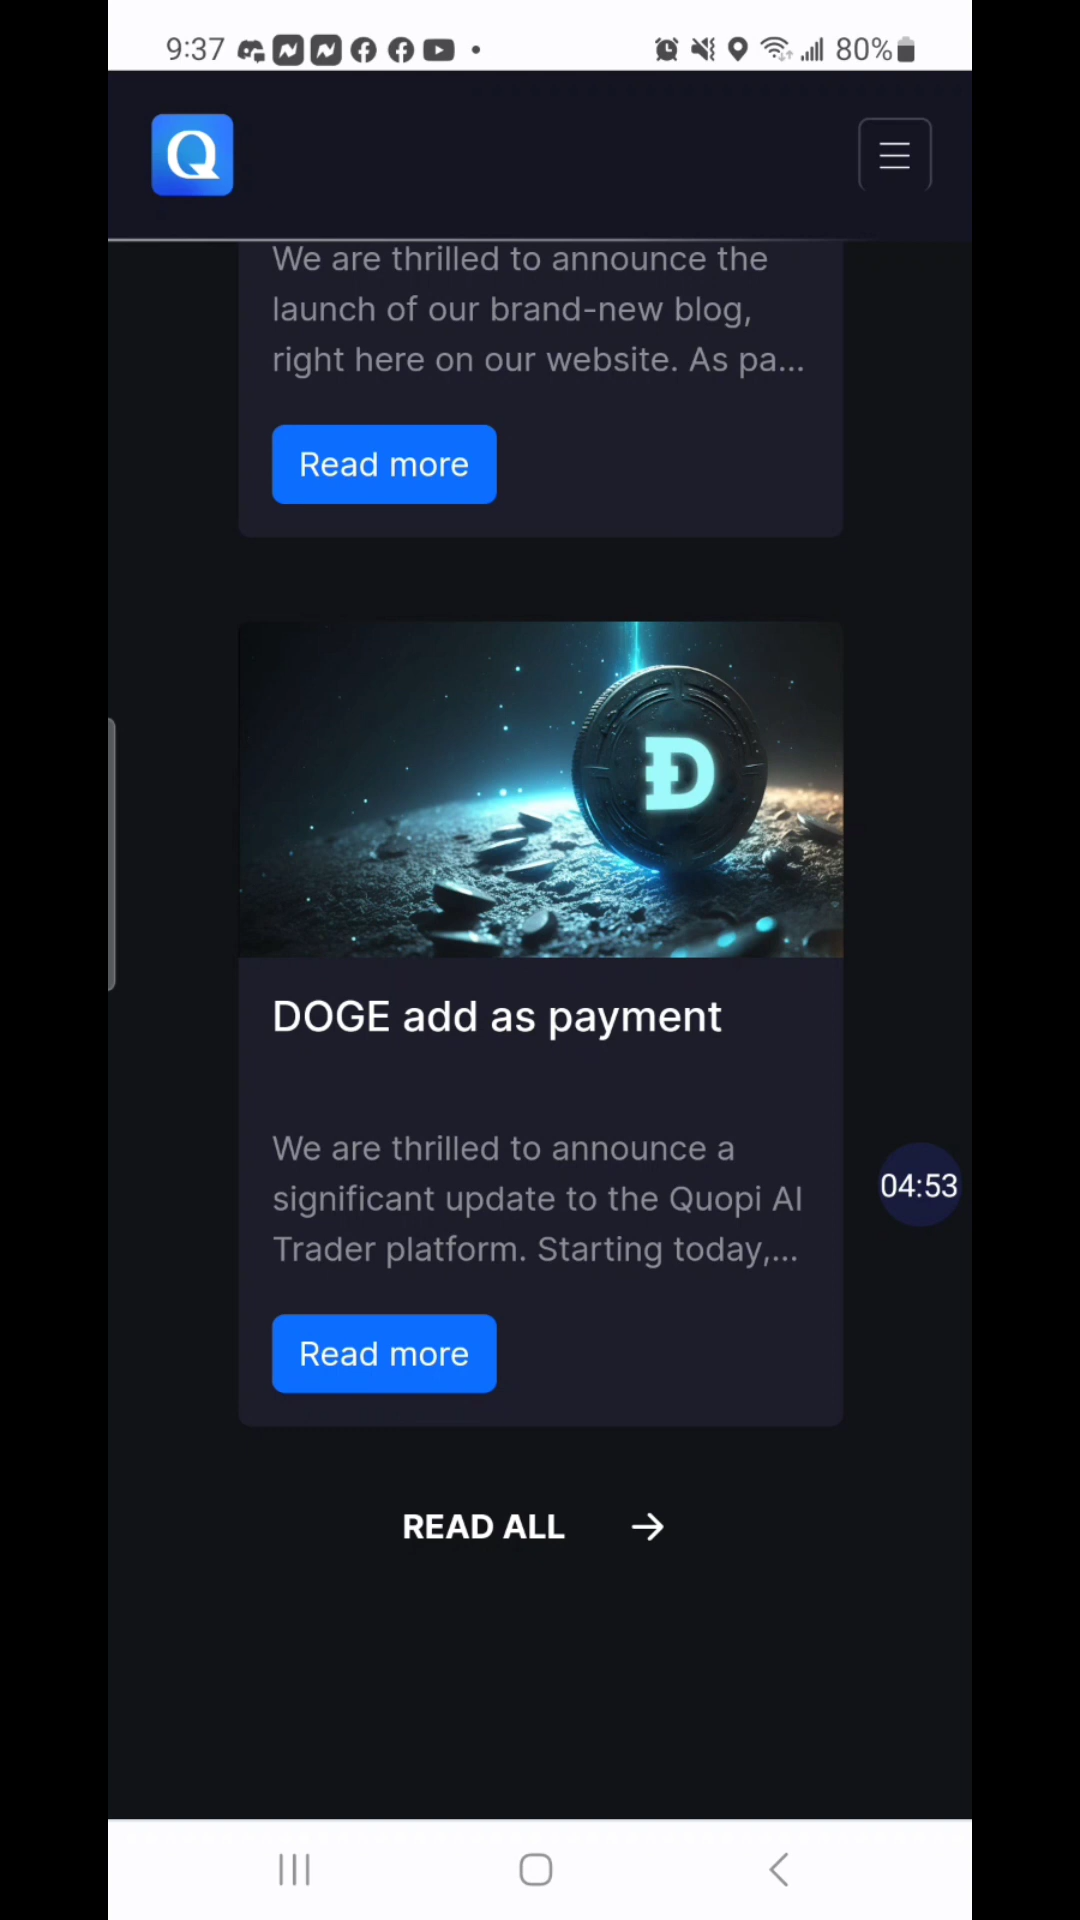 9:37
80%
Q
We are thrilled to announce the
launch of our brand-new blog,
right here on our website. As pa...
Read more
Đ
DOGE add as payment
We are thrilled to announce a
significant update to the Quopi AI
Trader platform. Starting today,...
04:53
Read more
READ ALL